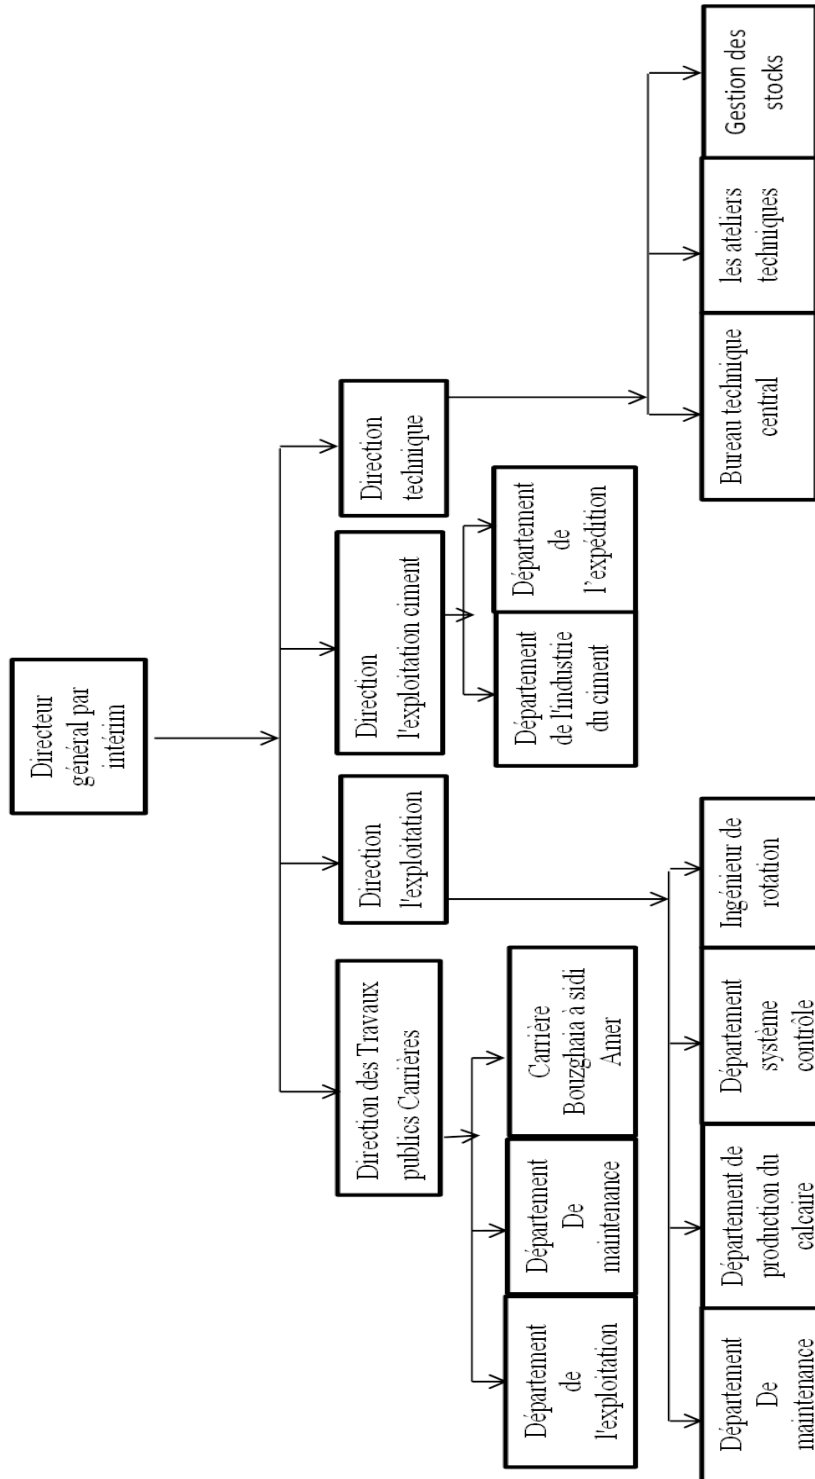 Directeur
général par
intérim
Direction des Travaux
publics Carrières
Direction
l'exploitation
Direction
l'exploitation ciment
Direction
technique
Département
de
l'exploitation
Département
De
maintenance
Carrière
Bouzghaia à sidi
Amer
Département
de l'industrie
du ciment
Département
de
l’expédition
Département
De
maintenance
Département de
production du
calcaire
Département
système
contrôle
Ingénieur de
rotation
Bureau technique
central
les ateliers
techniques
Gestion des
stocks